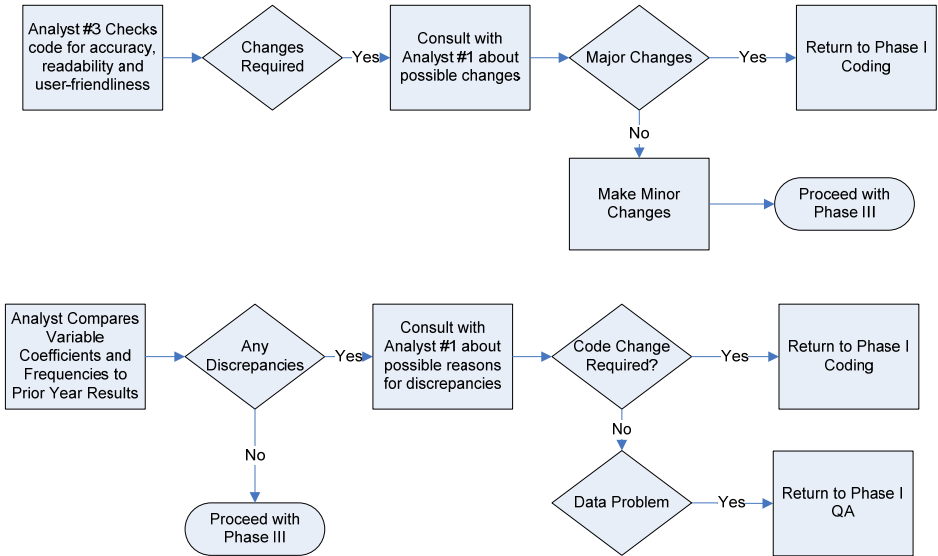 Analyst #3 Checks
code for accuracy,
readability and
user-friendliness
Changes
Required
Yes
Consult with
Analyst #1 about
possible changes
Major Changes
Yes
Return to Phase I
Coding
No
Make Minor
Changes
Proceed with
Phase III
Analyst Compares
Variable
Coefficients and
Frequencies to
Prior Year Results
Any
Discrepancies
Yes
Consult with
Analyst #1 about
possible reasons
for discrepancies
Code Change
Required?
Yes
Return to Phase I
Coding
No
No
Proceed with
Phase III
Data Problem
Yes
Return to Phase I
QA